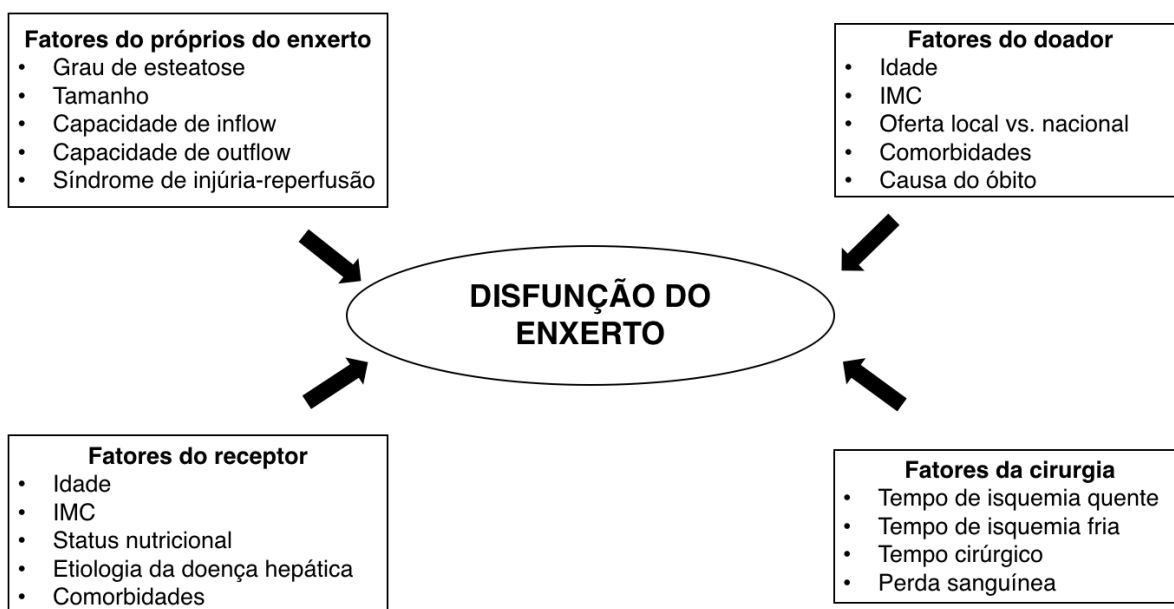 Fatores do próprios do enxerto
• Grau de esteatose
• Tamanho
• Capacidade de inflow
• Capacidade de outflow
• Síndrome de injúria-reperfusão
Fatores do doador
• Idade
• IMC
• Oferta local vs. nacional
• Comorbidades
• Causa do óbito
DISFUNÇÃO DO
ENXERTO
Fatores do receptor
• Idade
• IMC
• Status nutricional
• Etiologia da doença hepática
• Comorbidades
Fatores da cirurgia
• Tempo de isquemia quente
• Tempo de isquemia fria
• Tempo cirúrgico
• Perda sanguínea